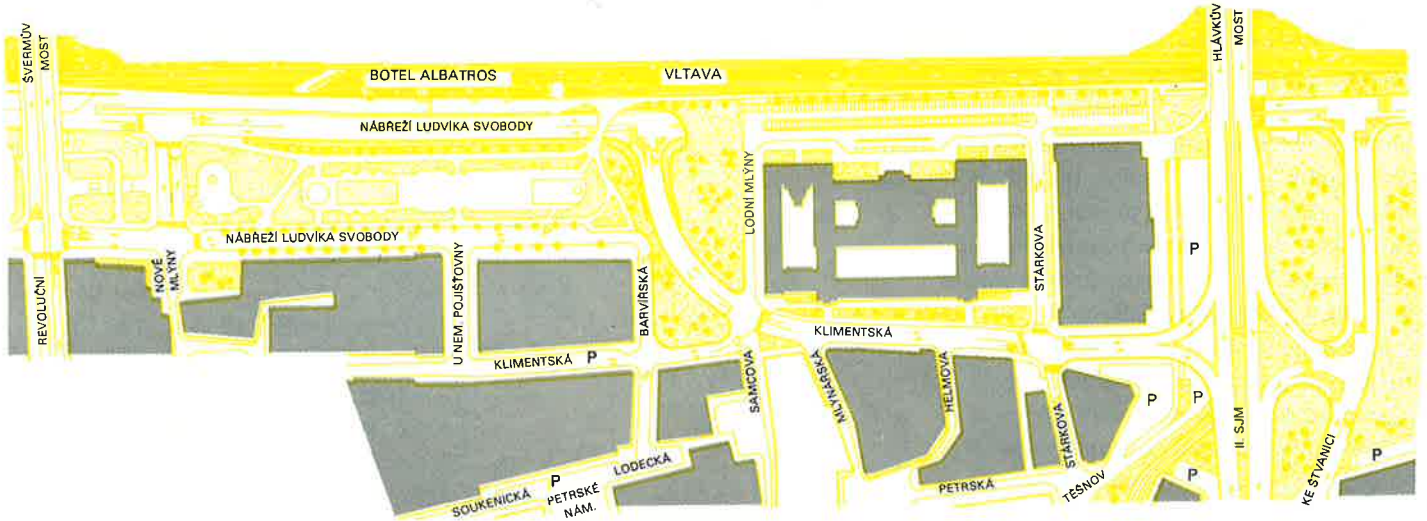 ŠVERMŮV
MOST
BOTEL ALBATROS
VLTAVA
HLÁVKŮV
MOST
NÁBŘEŽÍ LUDVÍKA SVOBODY
LODNÍ MLÝNY
NÁBŘEŽÍ LUDVÍKA SVOBODY
STÁRKOVA
P
REVOLUČNÍ
NOVÉ
MLÝNY
U NEM. POJIŠŤOVNY
BARVÍŘSKÁ
KLIMENTSKÁ
KLIMENTSKÁ P
SAMCOVA
MLYNÁŘSKÁ
HELMOVA
STÁRKOVA
P
P
II. SJM
SOUKENICKÁ
P
LODECKÁ
PETRSKÉ
NÁM.
PETRSKÁ
TĚŠNOV
P
KE ŠTVANICI
P